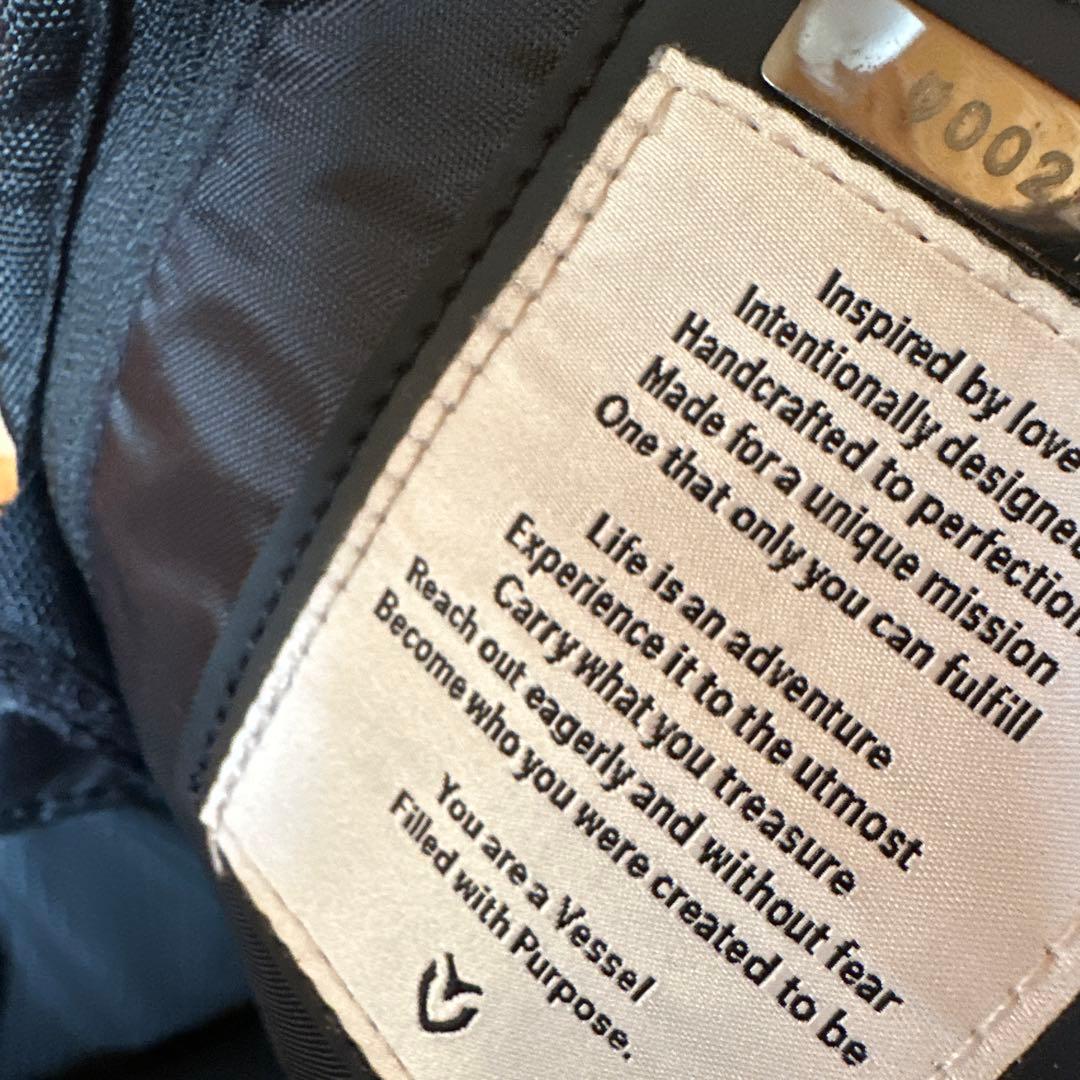 0002
Inspired by love
Intentionally designed
Handcrafted to perfection
Made for a unique mission
One that only you can fulfill
Life is an adventure
Experience it to the utmost
Carry what you treasure
Reach out eagerly and without fear
Become who you were created to be
You are a Vessel
Filled with Purpose.